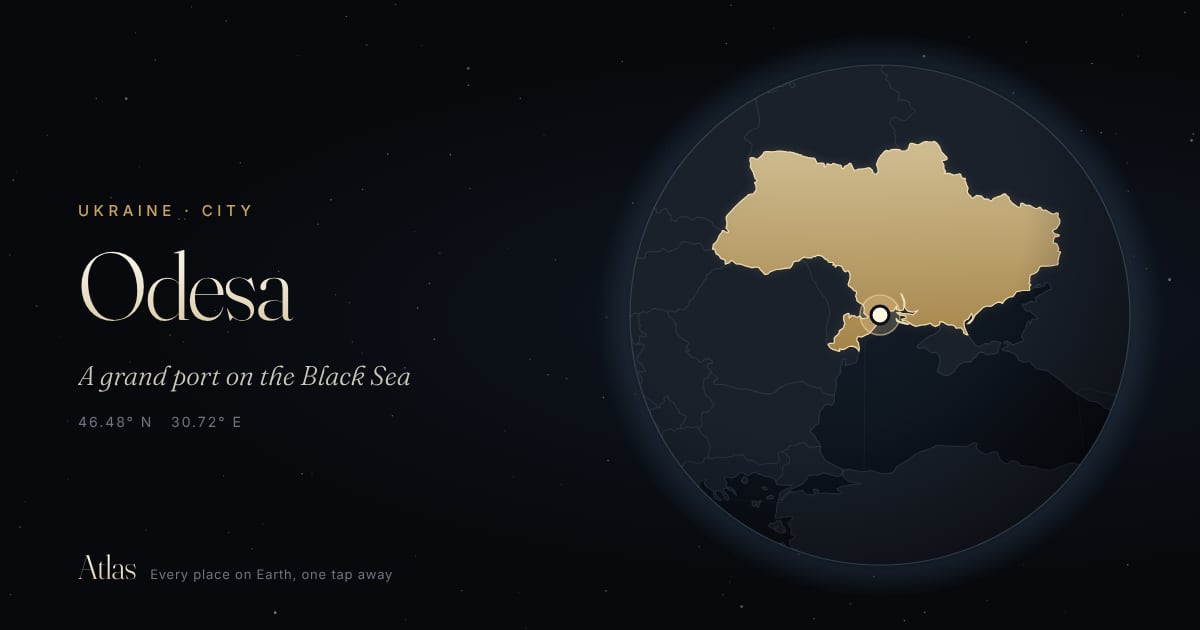 UKRAINE · CITY
Odesa
A grand port on the Black Sea
46.48° N 30.72° E
Atlas Every place on Earth, one tap away